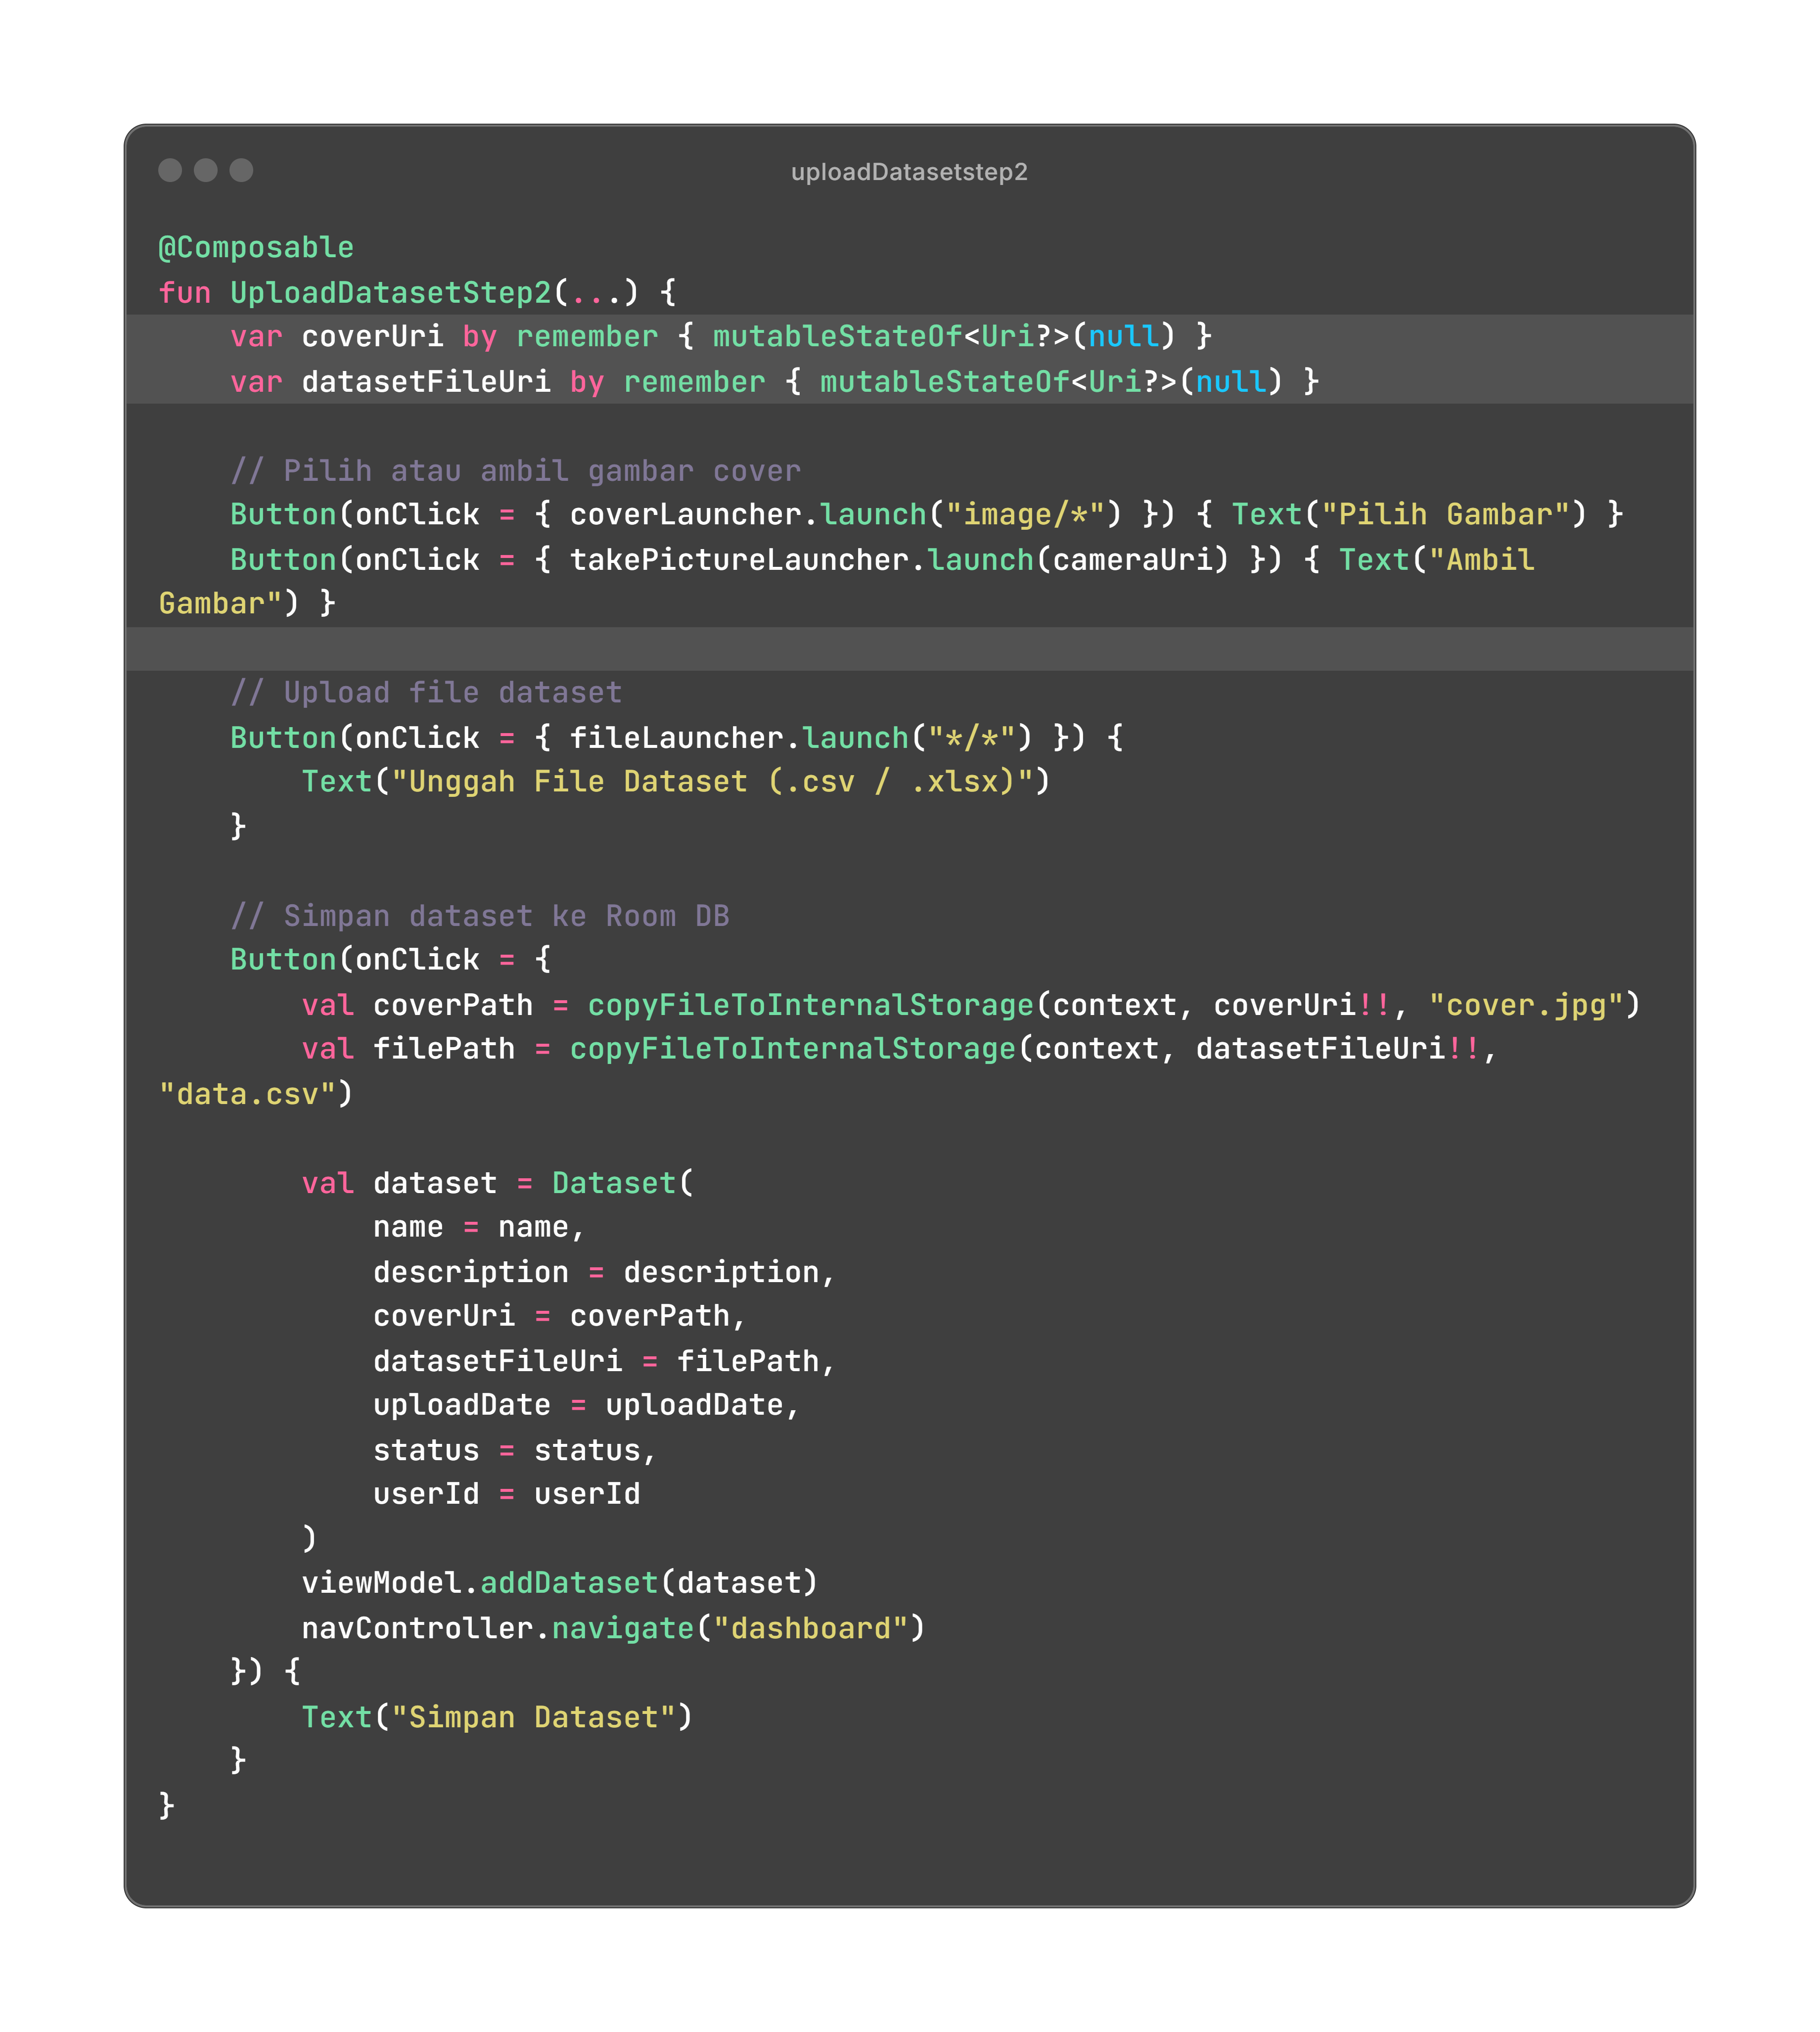 uploadDatasetstep2
@Composable
fun UploadDatasetStep2(...) {
    var coverUri by remember { mutableStateOf<Uri?>(null) }
    var datasetFileUri by remember { mutableStateOf<Uri?>(null) }

    // Pilih atau ambil gambar cover
    Button(onClick = { coverLauncher.launch("image/*") }) { Text("Pilih Gambar") }
    Button(onClick = { takePictureLauncher.launch(cameraUri) }) { Text("Ambil
Gambar") }

    // Upload file dataset
    Button(onClick = { fileLauncher.launch("*/*") }) {
        Text("Unggah File Dataset (.csv / .xlsx)")
    }

    // Simpan dataset ke Room DB
    Button(onClick = {
        val coverPath = copyFileToInternalStorage(context, coverUri!!, "cover.jpg")
        val filePath = copyFileToInternalStorage(context, datasetFileUri!!,
"data.csv")

        val dataset = Dataset(
            name = name,
            description = description,
            coverUri = coverPath,
            datasetFileUri = filePath,
            uploadDate = uploadDate,
            status = status,
            userId = userId
        )
        viewModel.addDataset(dataset)
        navController.navigate("dashboard")
    }) {
        Text("Simpan Dataset")
    }
}